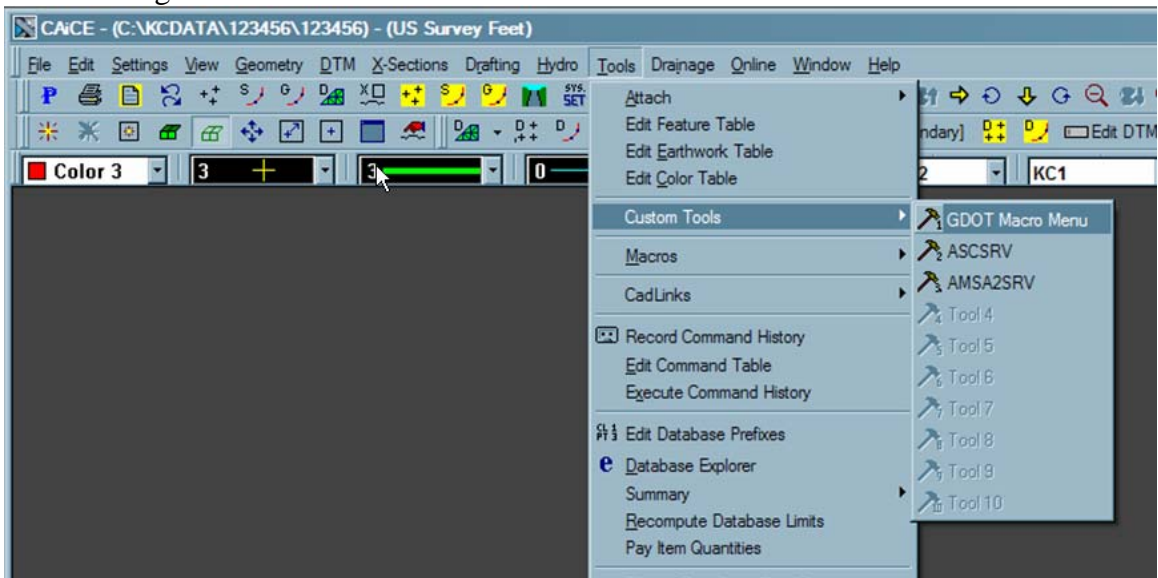 CAiCE - (C:\KCDATA\123456\123456) - (US Survey Feet)
File Edit Settings View Geometry DTM X-Sections Drafting Hydro Tools Drainage Online Window Help
SYS. SET
ndary] Edit DTM
Color 3 3 3 0 2 KC1
Attach
Edit Feature Table
Edit Earthwork Table
Edit Color Table
Custom Tools
Macros
CadLinks
Record Command History
Edit Command Table
Execute Command History
Edit Database Prefixes
Database Explorer
Summary
Recompute Database Limits
Pay Item Quantities
GDOT Macro Menu
ASCSRV
AMSA2SRV
Tool 4
Tool 5
Tool 6
Tool 7
Tool 8
Tool 9
Tool 10